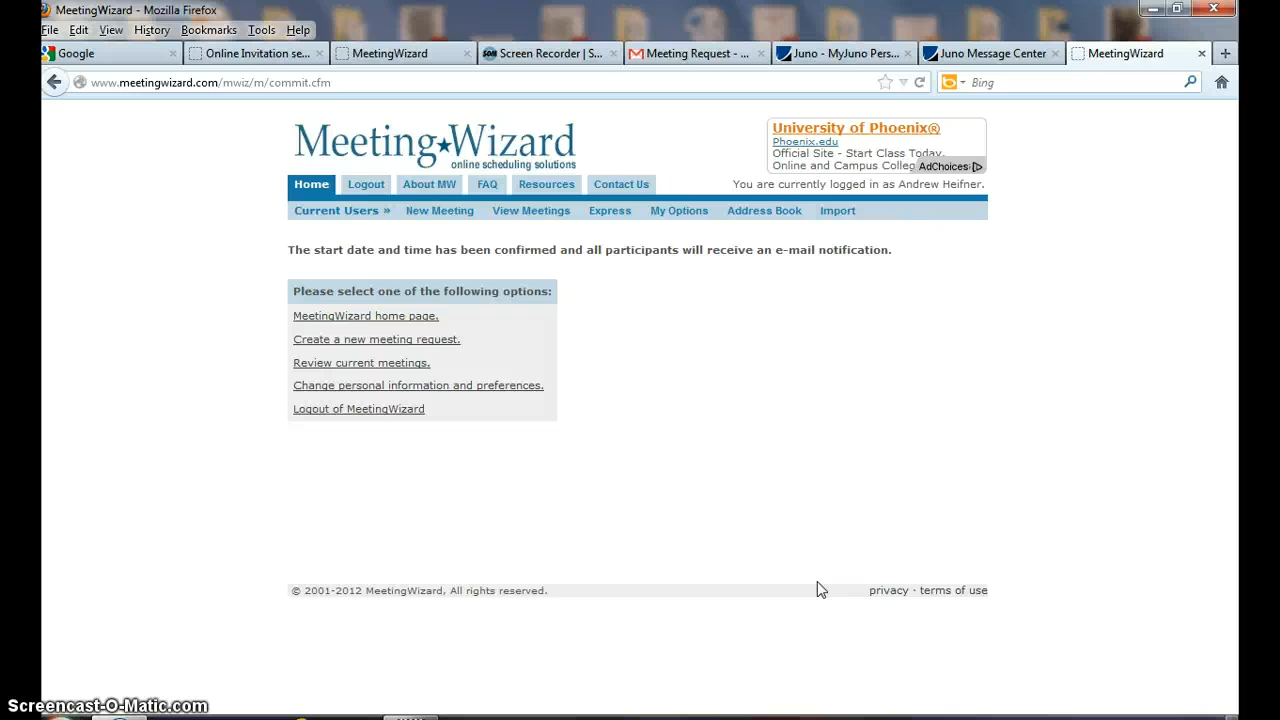 MeetingWizard - Mozilla Firefox
File Edit View History Bookmarks Tools Help
Google Online Invitation se... MeetingWizard Screen Recorder | S... Meeting Request - ... Juno - MyJuno Pers... Juno Message Center MeetingWizard
www.meetingwizard.com/mwiz/m/commit.cfm Bing
Meeting Wizard
online scheduling solutions
University of Phoenix®
Phoenix.edu
Official Site - Start Class Today.
Online and Campus Colleg AdChoices
Home Logout About MW FAQ Resources Contact Us You are currently logged in as Andrew Heifner.
Current Users » New Meeting View Meetings Express My Options Address Book Import
The start date and time has been confirmed and all participants will receive an e-mail notification.
Please select one of the following options:
MeetingWizard home page.
Create a new meeting request.
Review current meetings.
Change personal information and preferences.
Logout of MeetingWizard
© 2001-2012 MeetingWizard, All rights reserved. privacy · terms of use
Screencast-O-Matic.com